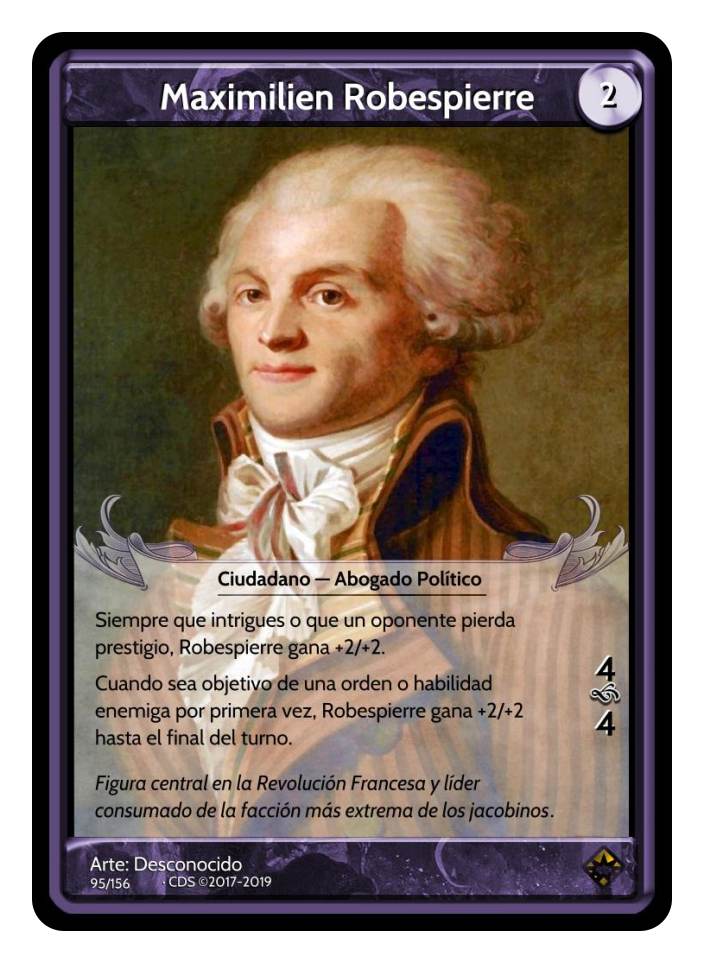 Maximilien Robespierre
2
Ciudadano — Abogado Político
Siempre que intrigues o que un oponente pierda
prestigio, Robespierre gana +2/+2.
Cuando sea objetivo de una orden o habilidad
enemiga por primera vez, Robespierre gana +2/+2
hasta el final del turno.
4
4
Figura central en la Revolución Francesa y líder
consumado de la facción más extrema de los jacobinos.
Arte: Desconocido
95/156 · CDS ©2017-2019